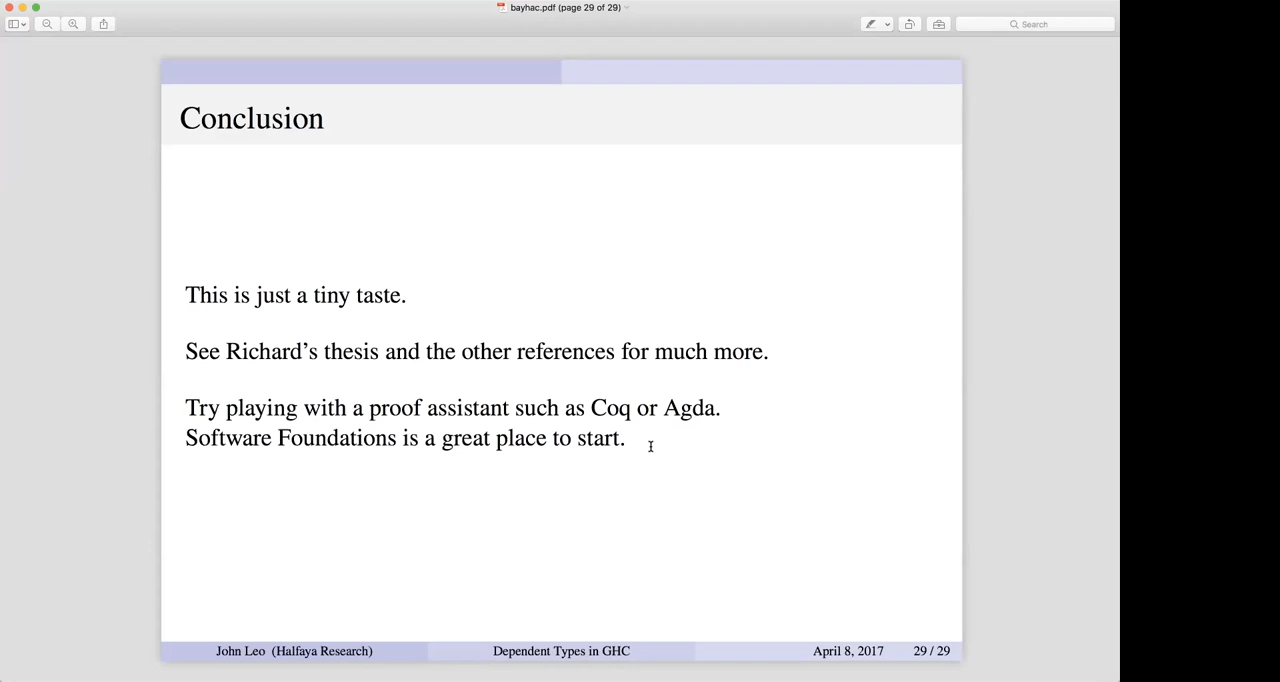 bayhac.pdf (page 29 of 29)
Search
Conclusion
This is just a tiny taste.
See Richard's thesis and the other references for much more.
Try playing with a proof assistant such as Coq or Agda.
Software Foundations is a great place to start.
John Leo (Halfaya Research)
Dependent Types in GHC
April 8, 2017
29 / 29